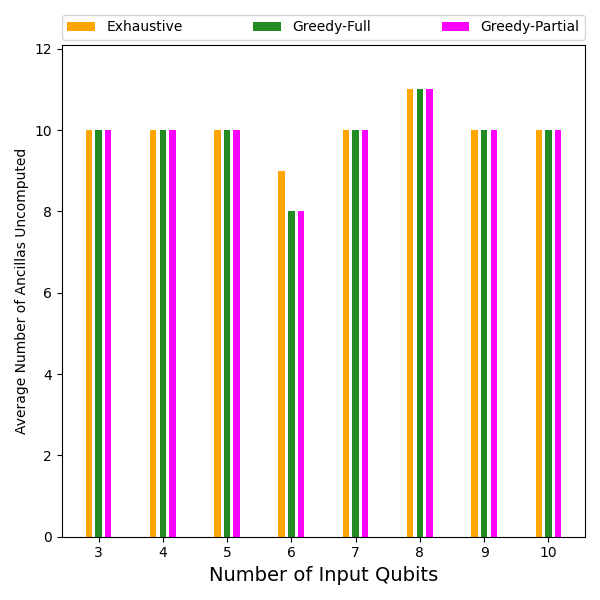 Exhaustive Greedy-Full Greedy-Partial
Average Number of Ancillas Uncomputed
12
10
8
6
4
2
0
3 4 5 6 7 8 9 10
Number of Input Qubits